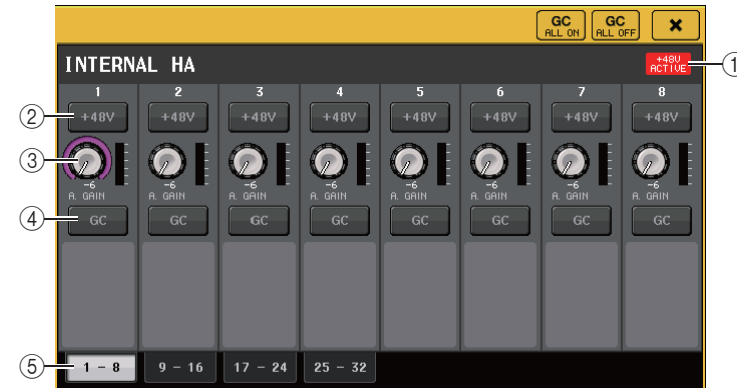 GC ALL ON GC ALL OFF ×
INTERNAL HA +48V ACTIVE ①
1 2 3 4 5 6 7 8
② +48V +48V +48V +48V +48V +48V +48V +48V
③
-6 -6 -6 -6 -6 -6 -6 -6
A. GAIN A. GAIN A. GAIN A. GAIN A. GAIN A. GAIN A. GAIN A. GAIN
④ GC GC GC GC GC GC GC GC
⑤ 1 - 8 9 - 16 17 - 24 25 - 32